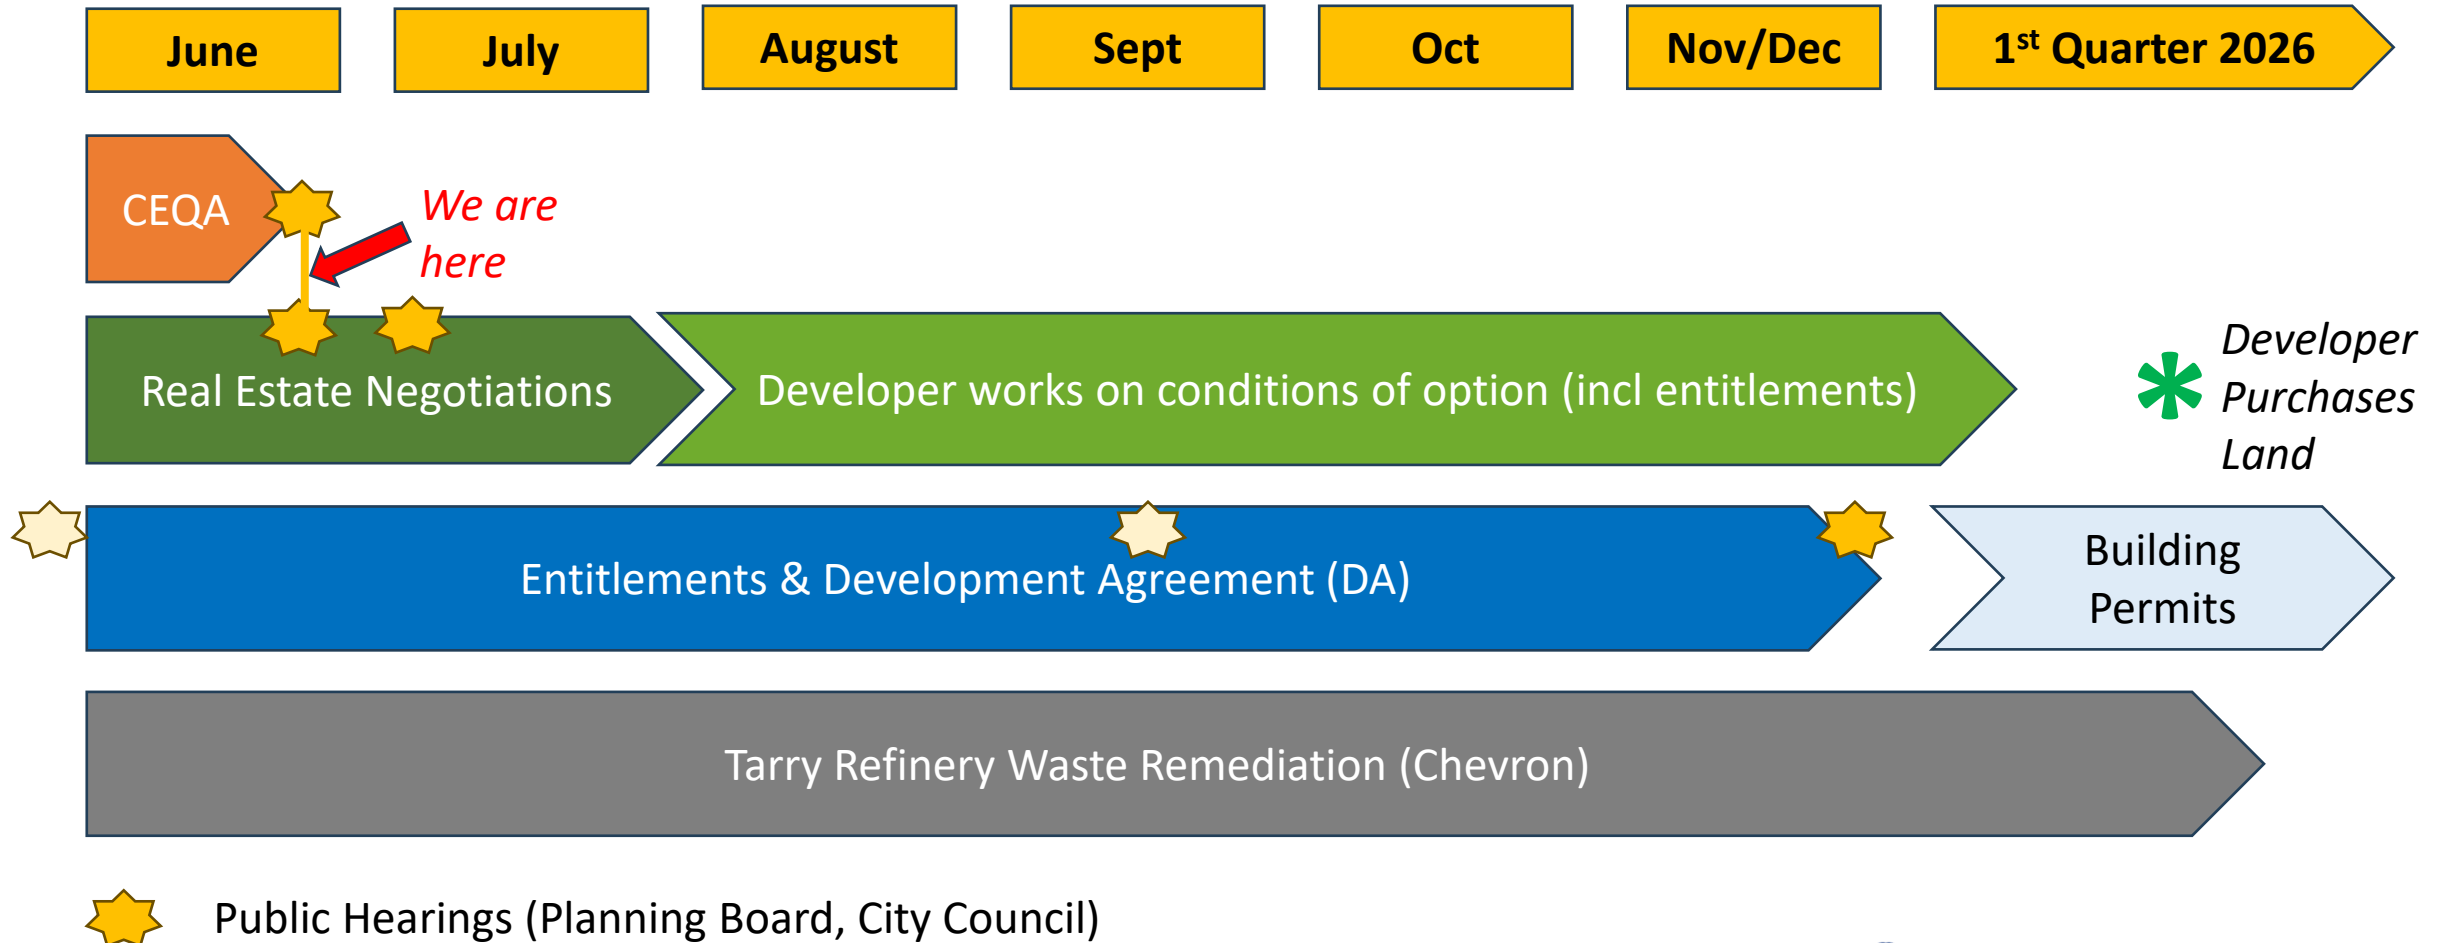 June
July
August
Sept
Oct
Nov/Dec
1st Quarter 2026
CEQA
We are
here
Real Estate Negotiations
Developer works on conditions of option (incl entitlements)
Developer
Purchases
Land
Entitlements & Development Agreement (DA)
Building
Permits
Tarry Refinery Waste Remediation (Chevron)
Public Hearings (Planning Board, City Council)